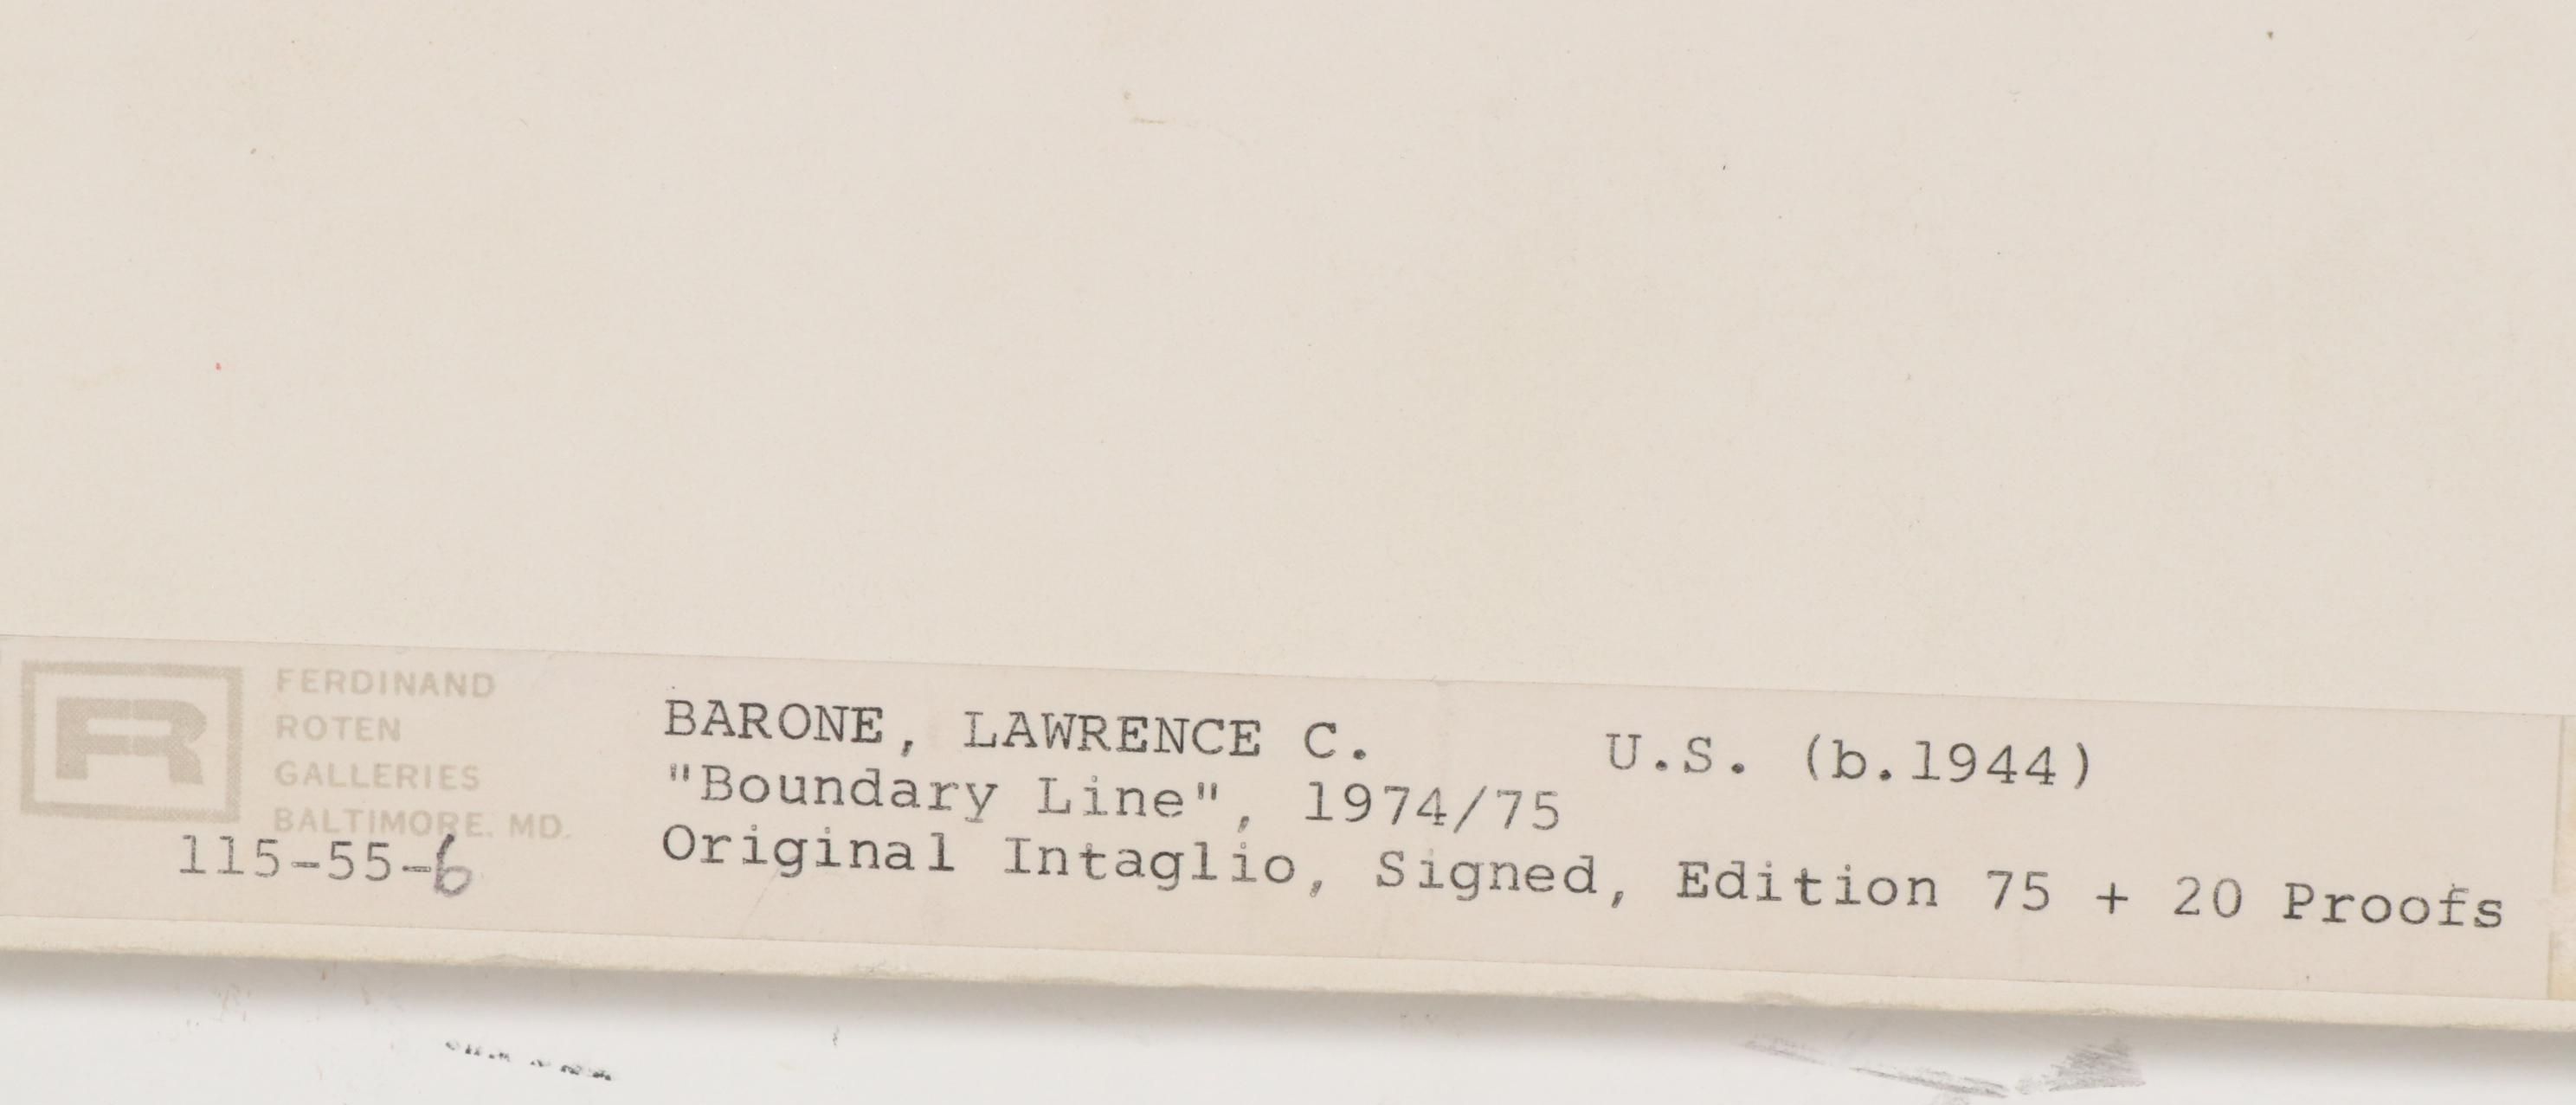 R
FERDINAND
ROTEN
GALLERIES
BALTIMORE, MD.
115-55-6
BARONE, LAWRENCE C. U.S. (b.1944)
"Boundary Line", 1974/75
Original Intaglio, Signed, Edition 75 + 20 Proofs